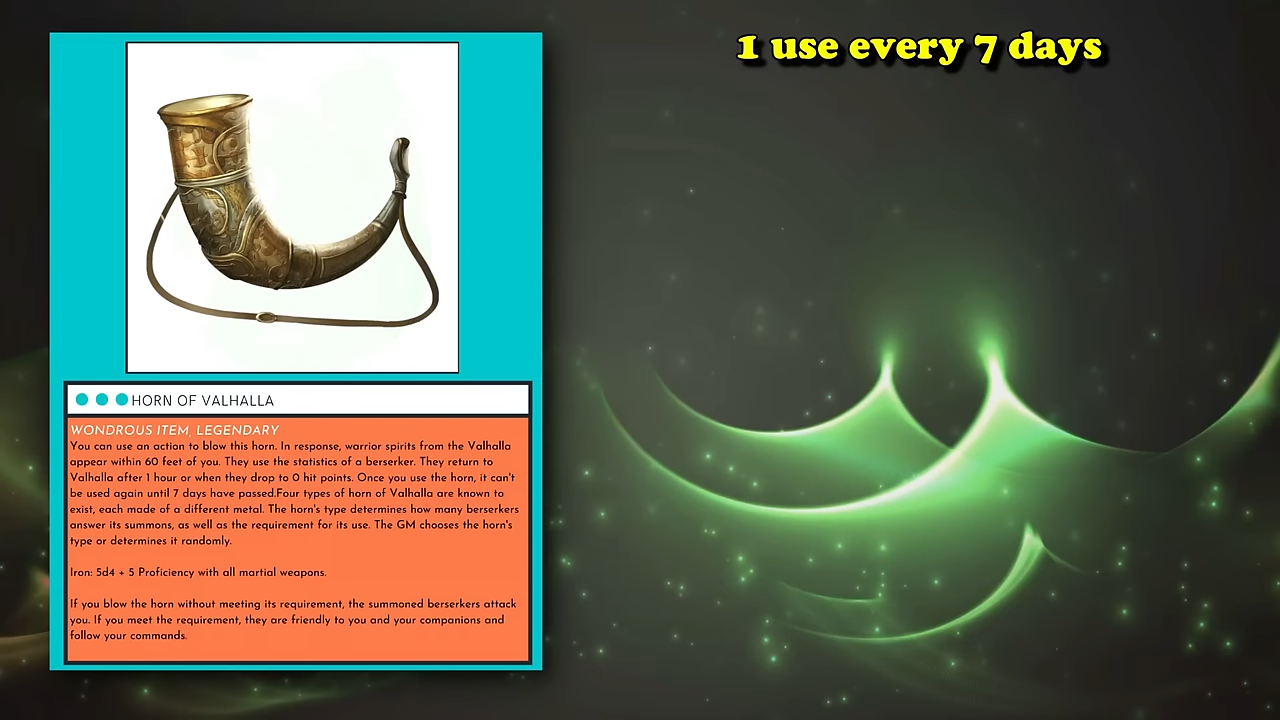 1 use every 7 days
HORN OF VALHALLA
WONDROUS ITEM, LEGENDARY
You can use an action to blow this horn. In response, warrior spirits from the Valhalla
appear within 60 feet of you. They use the statistics of a berserker. They return to
Valhalla after 1 hour or when they drop to 0 hit points. Once you use the horn, it can't
be used again until 7 days have passed.Four types of horn of Valhalla are known to
exist, each made of a different metal. The horn's type determines how many berserkers
answer its summons, as well as the requirement for its use. The GM chooses the horn's
type or determines it randomly.
Iron: 5d4 + 5 Proficiency with all martial weapons.
If you blow the horn without meeting its requirement, the summoned berserkers attack
you. If you meet the requirement, they are friendly to you and your companions and
follow your commands.